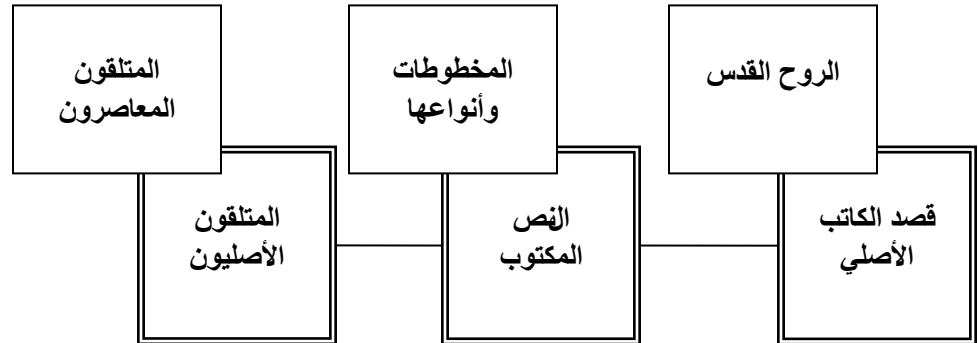 الروح القدس
المخطوطات
وأنواعها
المتلقون
المعاصرون
قصد الكاتب
الأصلي
النص
المكتوب
المتلقون
الأصليون